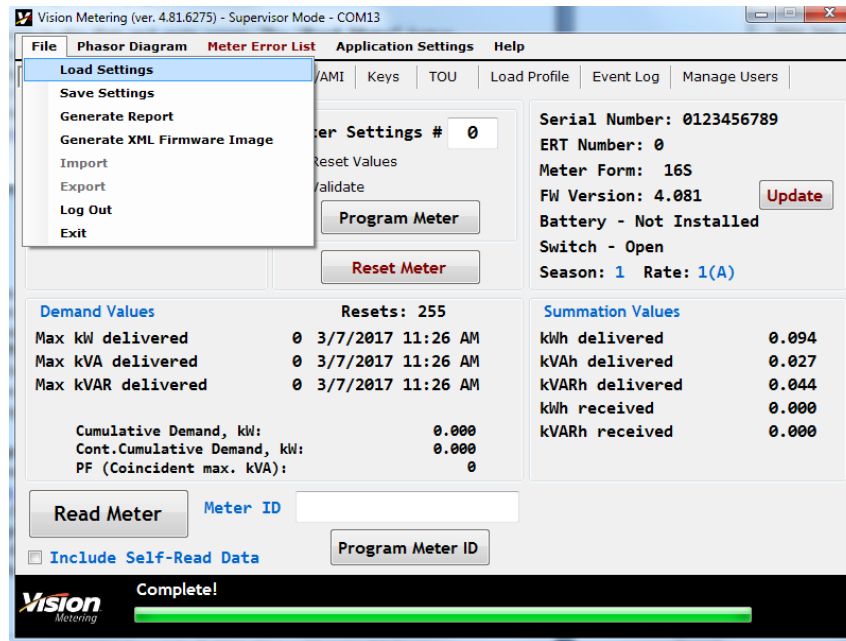 Vision Metering (ver. 4.81.6275) - Supervisor Mode - COM13
File Phasor Diagram Meter Error List Application Settings Help
Load Settings
Save Settings
Generate Report
Generate XML Firmware Image
Import
Export
Log Out
Exit
/AMI Keys TOU Load Profile Event Log Manage Users
er Settings # 0
Reset Values
Validate
Program Meter
Reset Meter
Serial Number: 0123456789
ERT Number: 0
Meter Form: 16S
FW Version: 4.081 Update
Battery - Not Installed
Switch - Open
Season: 1 Rate: 1(A)
Demand Values Resets: 255
Max kW delivered 0 3/7/2017 11:26 AM
Max kVA delivered 0 3/7/2017 11:26 AM
Max kVAR delivered 0 3/7/2017 11:26 AM
Cumulative Demand, kW: 0.000
Cont.Cumulative Demand, kW: 0.000
PF (Coincident max. kVA): 0
Summation Values
kWh delivered 0.094
kVAh delivered 0.027
kVARh delivered 0.044
kWh received 0.000
kVARh received 0.000
Read Meter Meter ID
Include Self-Read Data Program Meter ID
Complete!
Vision
Metering